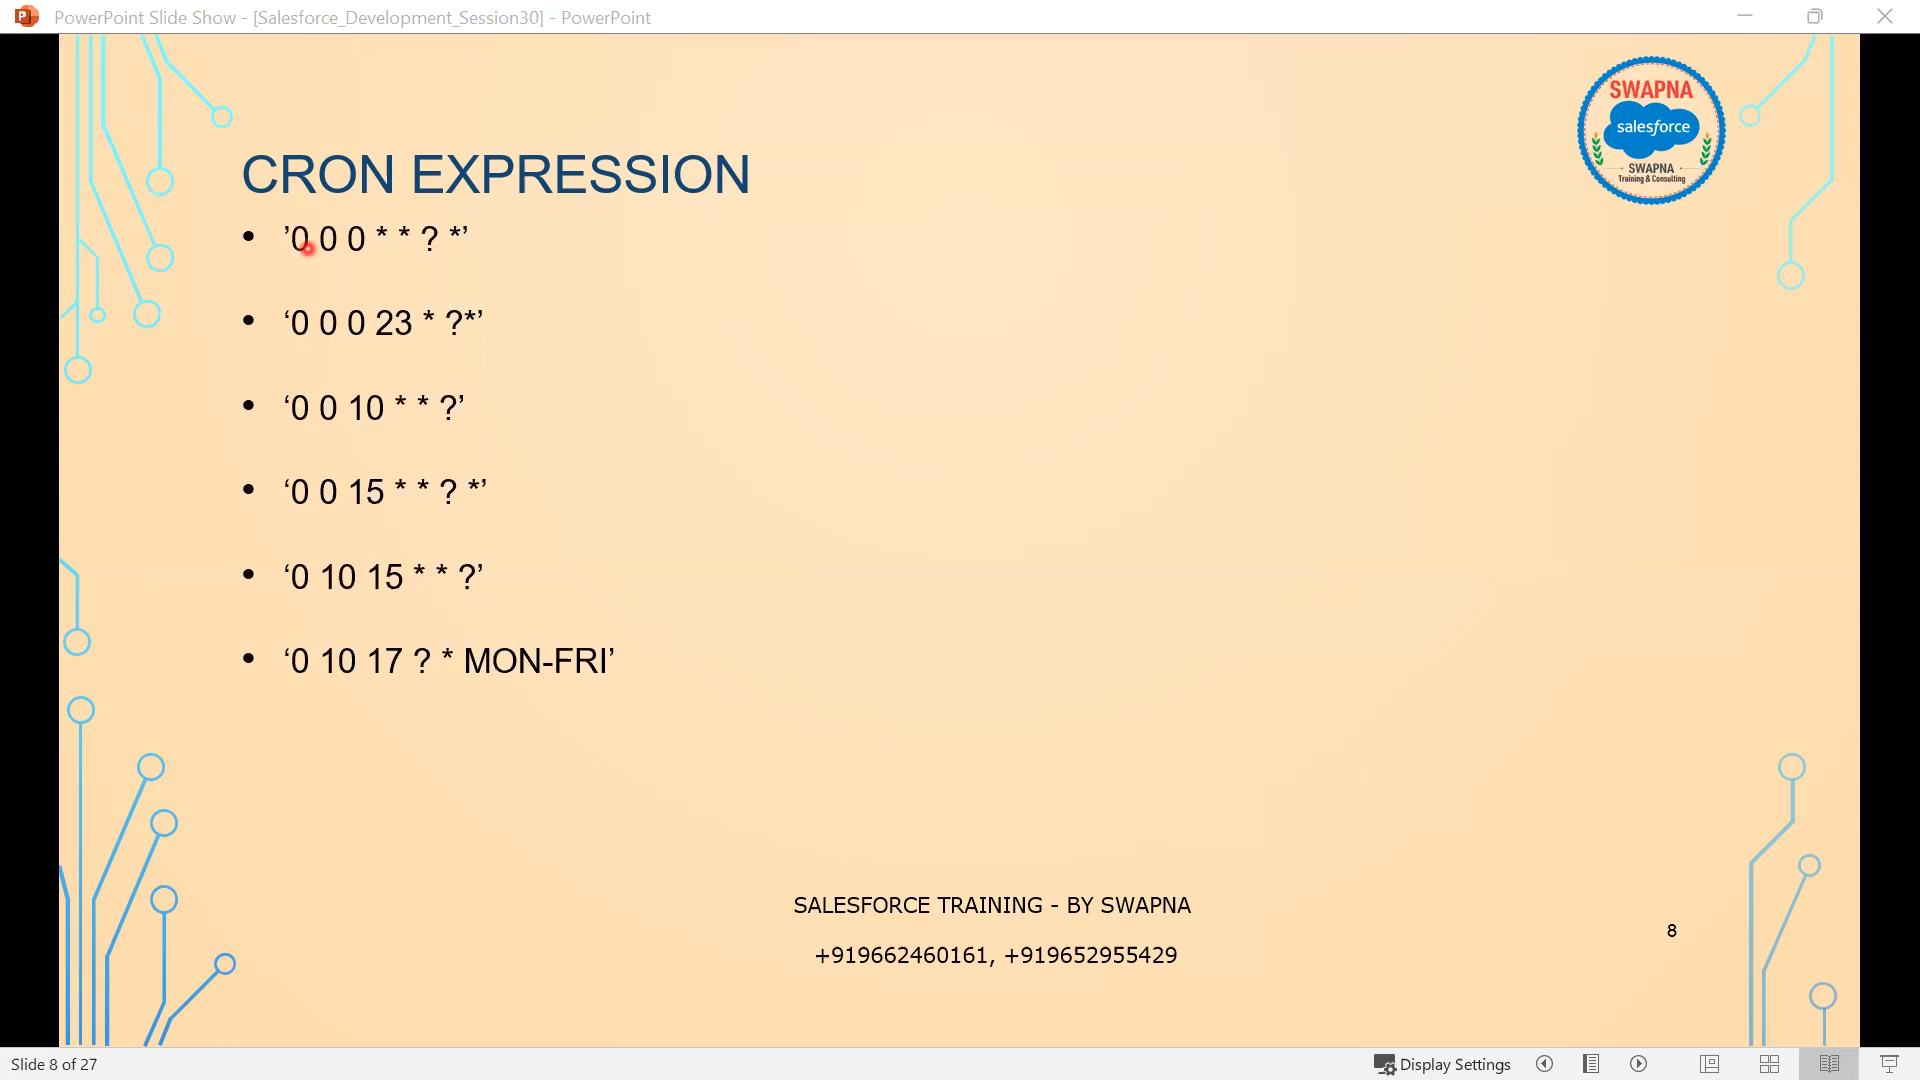 PowerPoint Slide Show - [Salesforce_Development_Session30] - PowerPoint
SWAPNA
salesforce
SWAPNA
Training & Consulting
CRON EXPRESSION
• ’0 0 0 * * ? *’
• ‘0 0 0 23 * ?*’
• ‘0 0 10 * * ?’
• ‘0 0 15 * * ? *’
• ‘0 10 15 * * ?’
• ‘0 10 17 ? * MON-FRI’
SALESFORCE TRAINING - BY SWAPNA
+919662460161, +919652955429
8
Slide 8 of 27
Display Settings